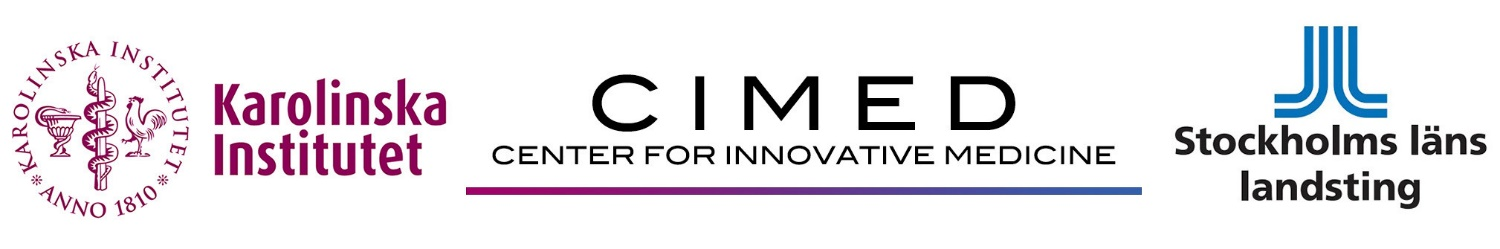 KAROLINSKA INSTITUTET
ANNO 1810
Karolinska
Institutet
CIMED
CENTER FOR INNOVATIVE MEDICINE
Stockholms läns
landsting